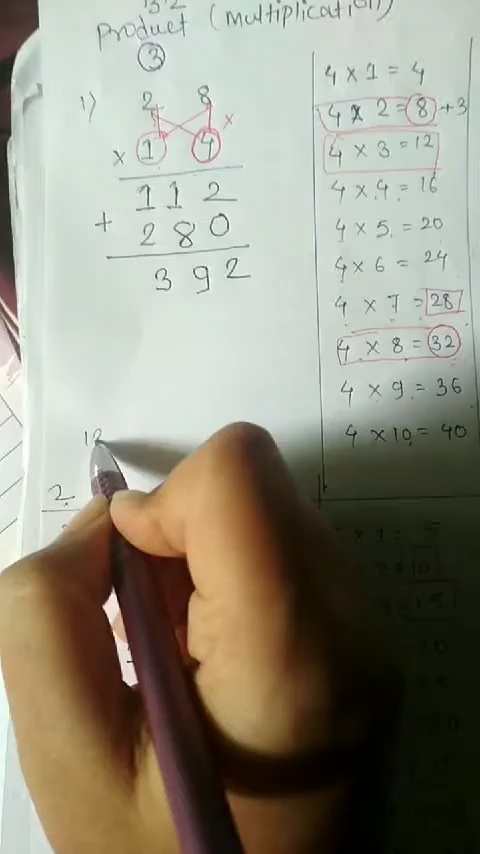 Product (Multiplication)
③
1) 2 8
× 1 4 ×
1 1 2
+ 2 8 0
3 9 2
4 × 1 = 4
4 × 2 = 8 +3
4 × 3 = 12
4 × 4 = 16
4 × 5 = 20
4 × 6 = 24
4 × 7 = 28
4 × 8 = 32
4 × 9 = 36
4 × 10 = 40
2